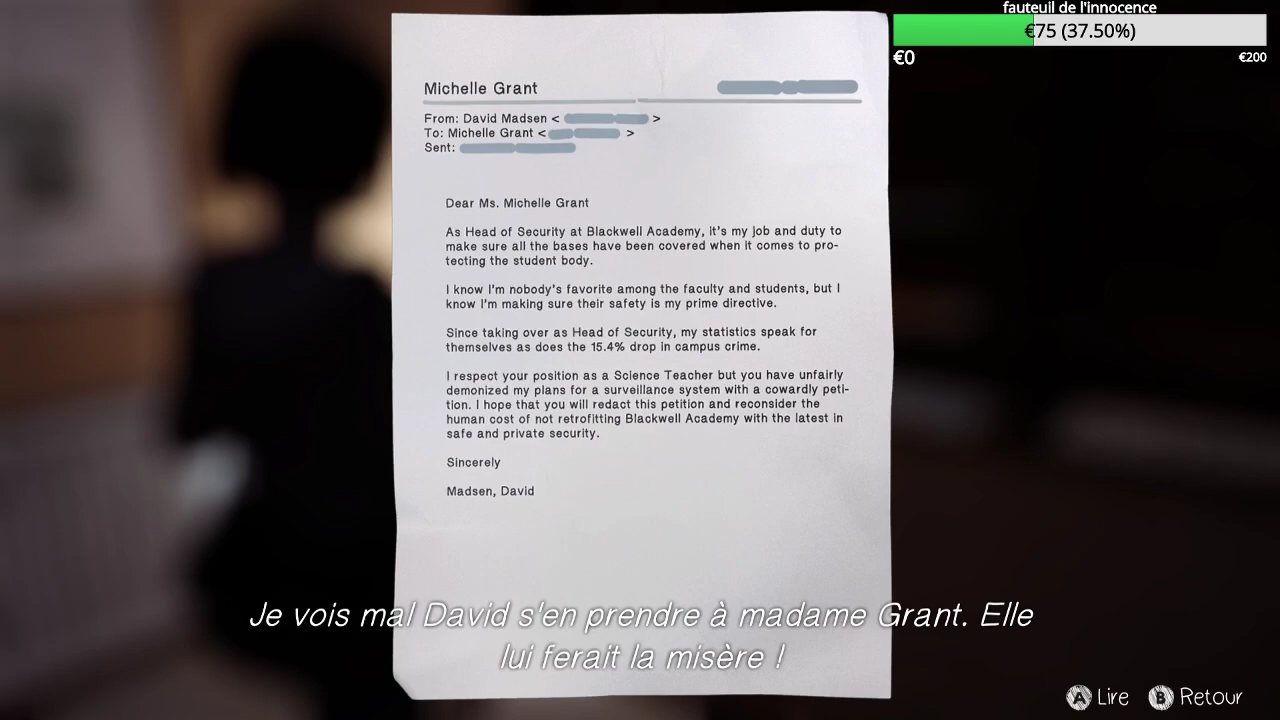 fauteuil de l'innocence
€75 (37.50%)
€0
€200
Michelle Grant
From: David Madsen < >
To: Michelle Grant < >
Sent:
Dear Ms. Michelle Grant
As Head of Security at Blackwell Academy, it's my job and duty to
make sure all the bases have been covered when it comes to pro-
tecting the student body.
I know I'm nobody's favorite among the faculty and students, but I
know I'm making sure their safety is my prime directive.
Since taking over as Head of Security, my statistics speak for
themselves as does the 15.4% drop in campus crime.
I respect your position as a Science Teacher but you have unfairly
demonized my plans for a surveillance system with a cowardly peti-
tion. I hope that you will redact this petition and reconsider the
human cost of not retrofitting Blackwell Academy with the latest in
safe and private security.
Sincerely
Madsen, David
Je vois mal David s'en prendre à madame Grant. Elle
lui ferait la misère !
A Lire B Retour